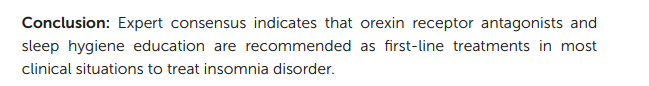 Conclusion: Expert consensus indicates that orexin receptor antagonists and
sleep hygiene education are recommended as first-line treatments in most
clinical situations to treat insomnia disorder.